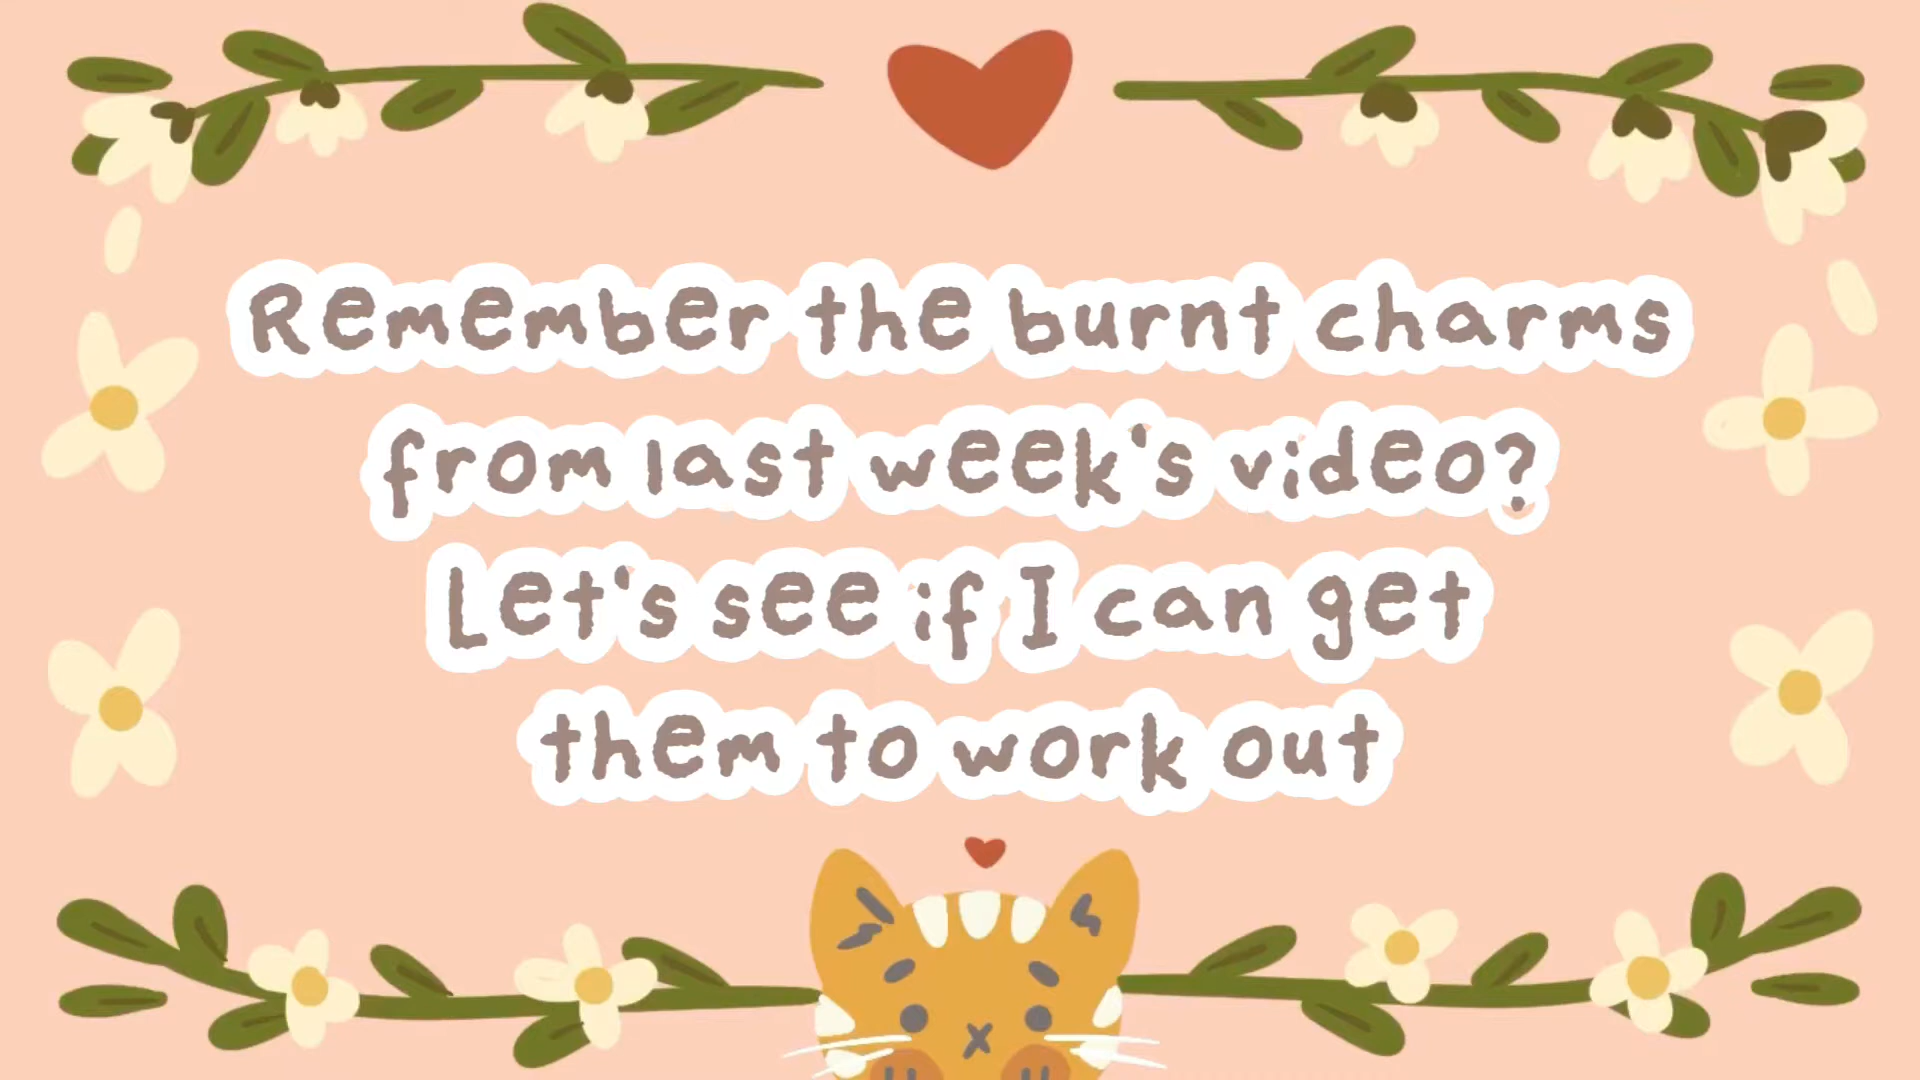 Remember the burnt charms
from last week's video?
Let's see if I can get
them to work out